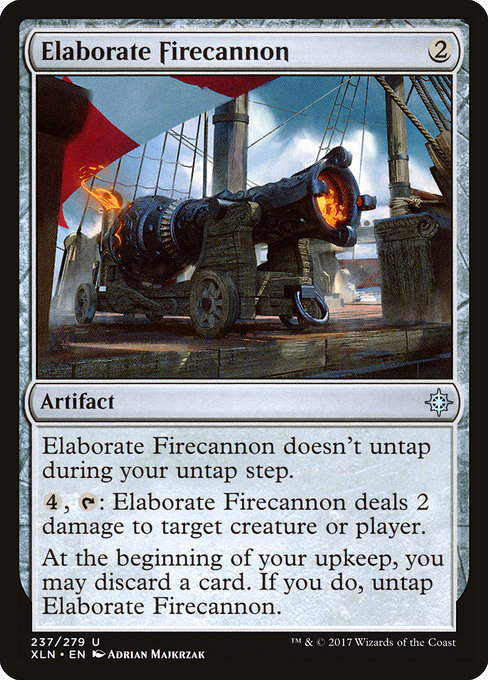 Elaborate Firecannon 2
Artifact
Elaborate Firecannon doesn't untap
during your untap step.
4, : Elaborate Firecannon deals 2
damage to target creature or player.
At the beginning of your upkeep, you
may discard a card. If you do, untap
Elaborate Firecannon.
237/279 U
XLN • EN Adrian Majkrzak
™ & © 2017 Wizards of the Coast